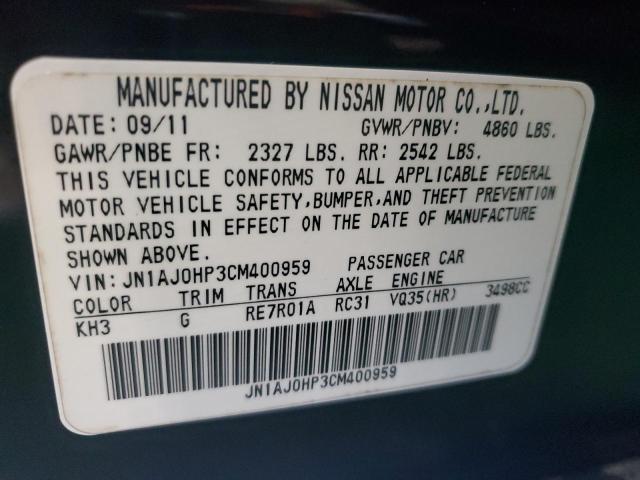 MANUFACTURED BY NISSAN MOTOR CO.,LTD.
DATE: 09/11 GVWR/PNBV: 4860 LBS.
GAWR/PNBE FR: 2327 LBS. RR: 2542 LBS.
THIS VEHICLE CONFORMS TO ALL APPLICABLE FEDERAL
MOTOR VEHICLE SAFETY,BUMPER,AND THEFT PREVENTION
STANDARDS IN EFFECT ON THE DATE OF MANUFACTURE
SHOWN ABOVE.
VIN: JN1AJ0HP3CM400959 PASSENGER CAR
COLOR TRIM TRANS AXLE ENGINE
KH3 G RE7R01A RC31 VQ35(HR) 3498CC
JN1AJ0HP3CM400959